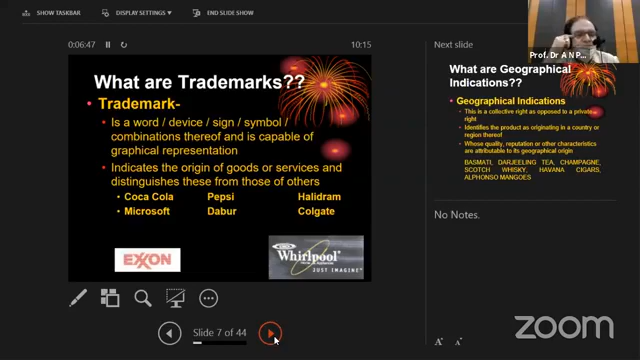 SHOW TASKBAR
DISPLAY SETTINGS
END SLIDE SHOW
0:06:47
10:15
What are Trademarks??
• Trademark-
Is a word / device / sign / symbol /
combinations thereof and is capable of
graphical representation
Indicates the origin of goods or services and
distinguishes these from those of others
• Coca Cola Pepsi Halidram
• Microsoft Dabur Colgate
EXXON
Whirlpool
JUST IMAGINE
Slide 7 of 44
Next slide
Prof. Dr A N P...
What are Geographical
Indications??
• Geographical Indications
This is a collective right as opposed to a private
right
Identifies the product as originating in a country or
region thereof
Whose quality, reputation or other characteristics
are attributable to its geographical origin
BASMATI, DARJEELING TEA, CHAMPAGNE,
SCOTCH WHISKY, HAVANA CIGARS,
ALPHONSO MANGOES
No Notes.
A A
zoom